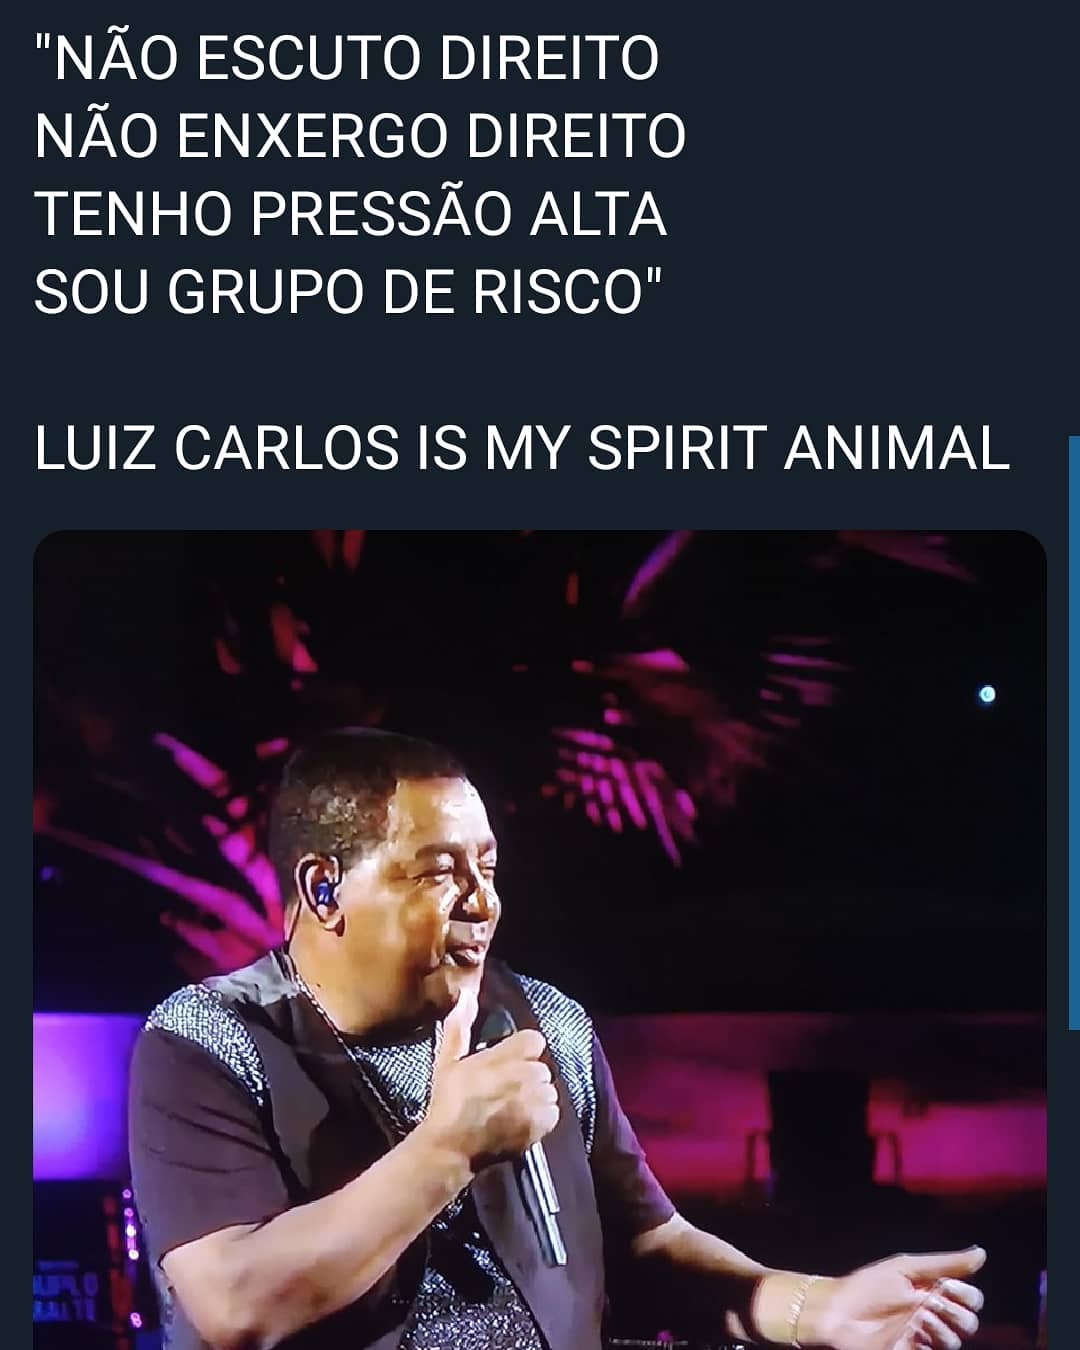 "NÃO ESCUTO DIREITO
NÃO ENXERGO DIREITO
TENHO PRESSÃO ALTA
SOU GRUPO DE RISCO"
LUIZ CARLOS IS MY SPIRIT ANIMAL